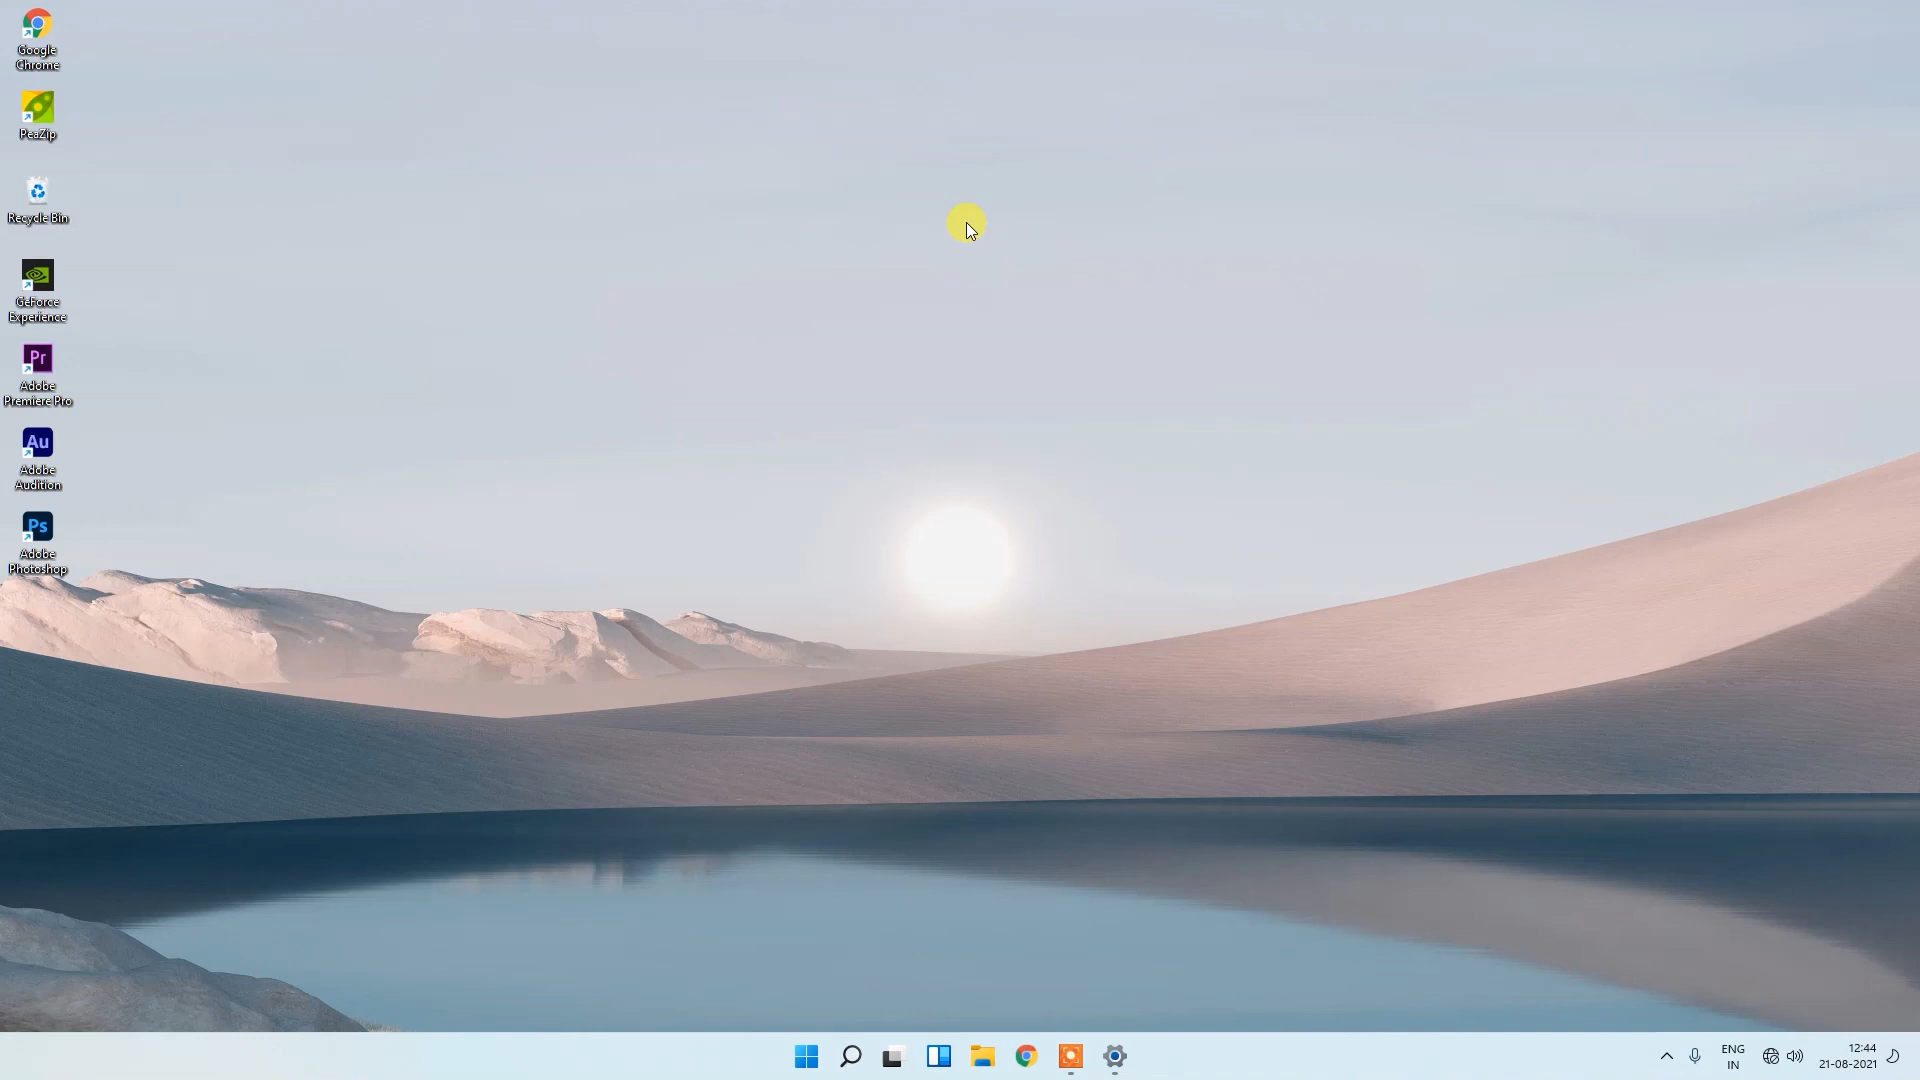 Google
Chrome
PeaZip
Recycle Bin
GeForce
Experience
Pr
Adobe
Premiere Pro
Au
Adobe
Audition
Ps
Adobe
Photoshop
ENG
IN
12:44
21-08-2021